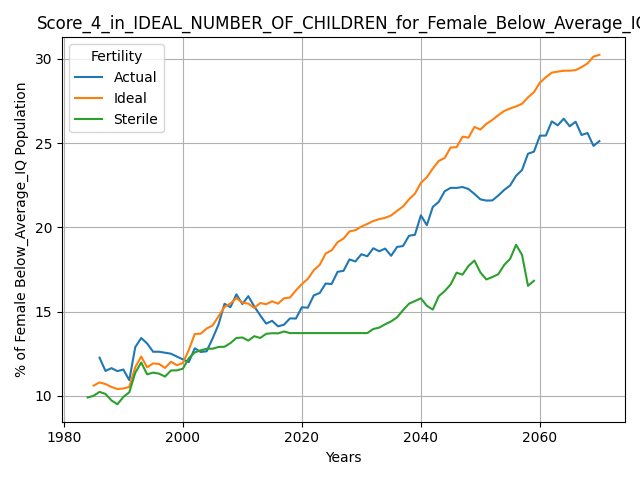 Score_4_in_IDEAL_NUMBER_OF_CHILDREN_for_Female_Below_Average_IQ
Fertility
Actual
Ideal
Sterile
% of Female Below_Average_IQ Population
30
25
20
15
10
1980 2000 2020 2040 2060
Years